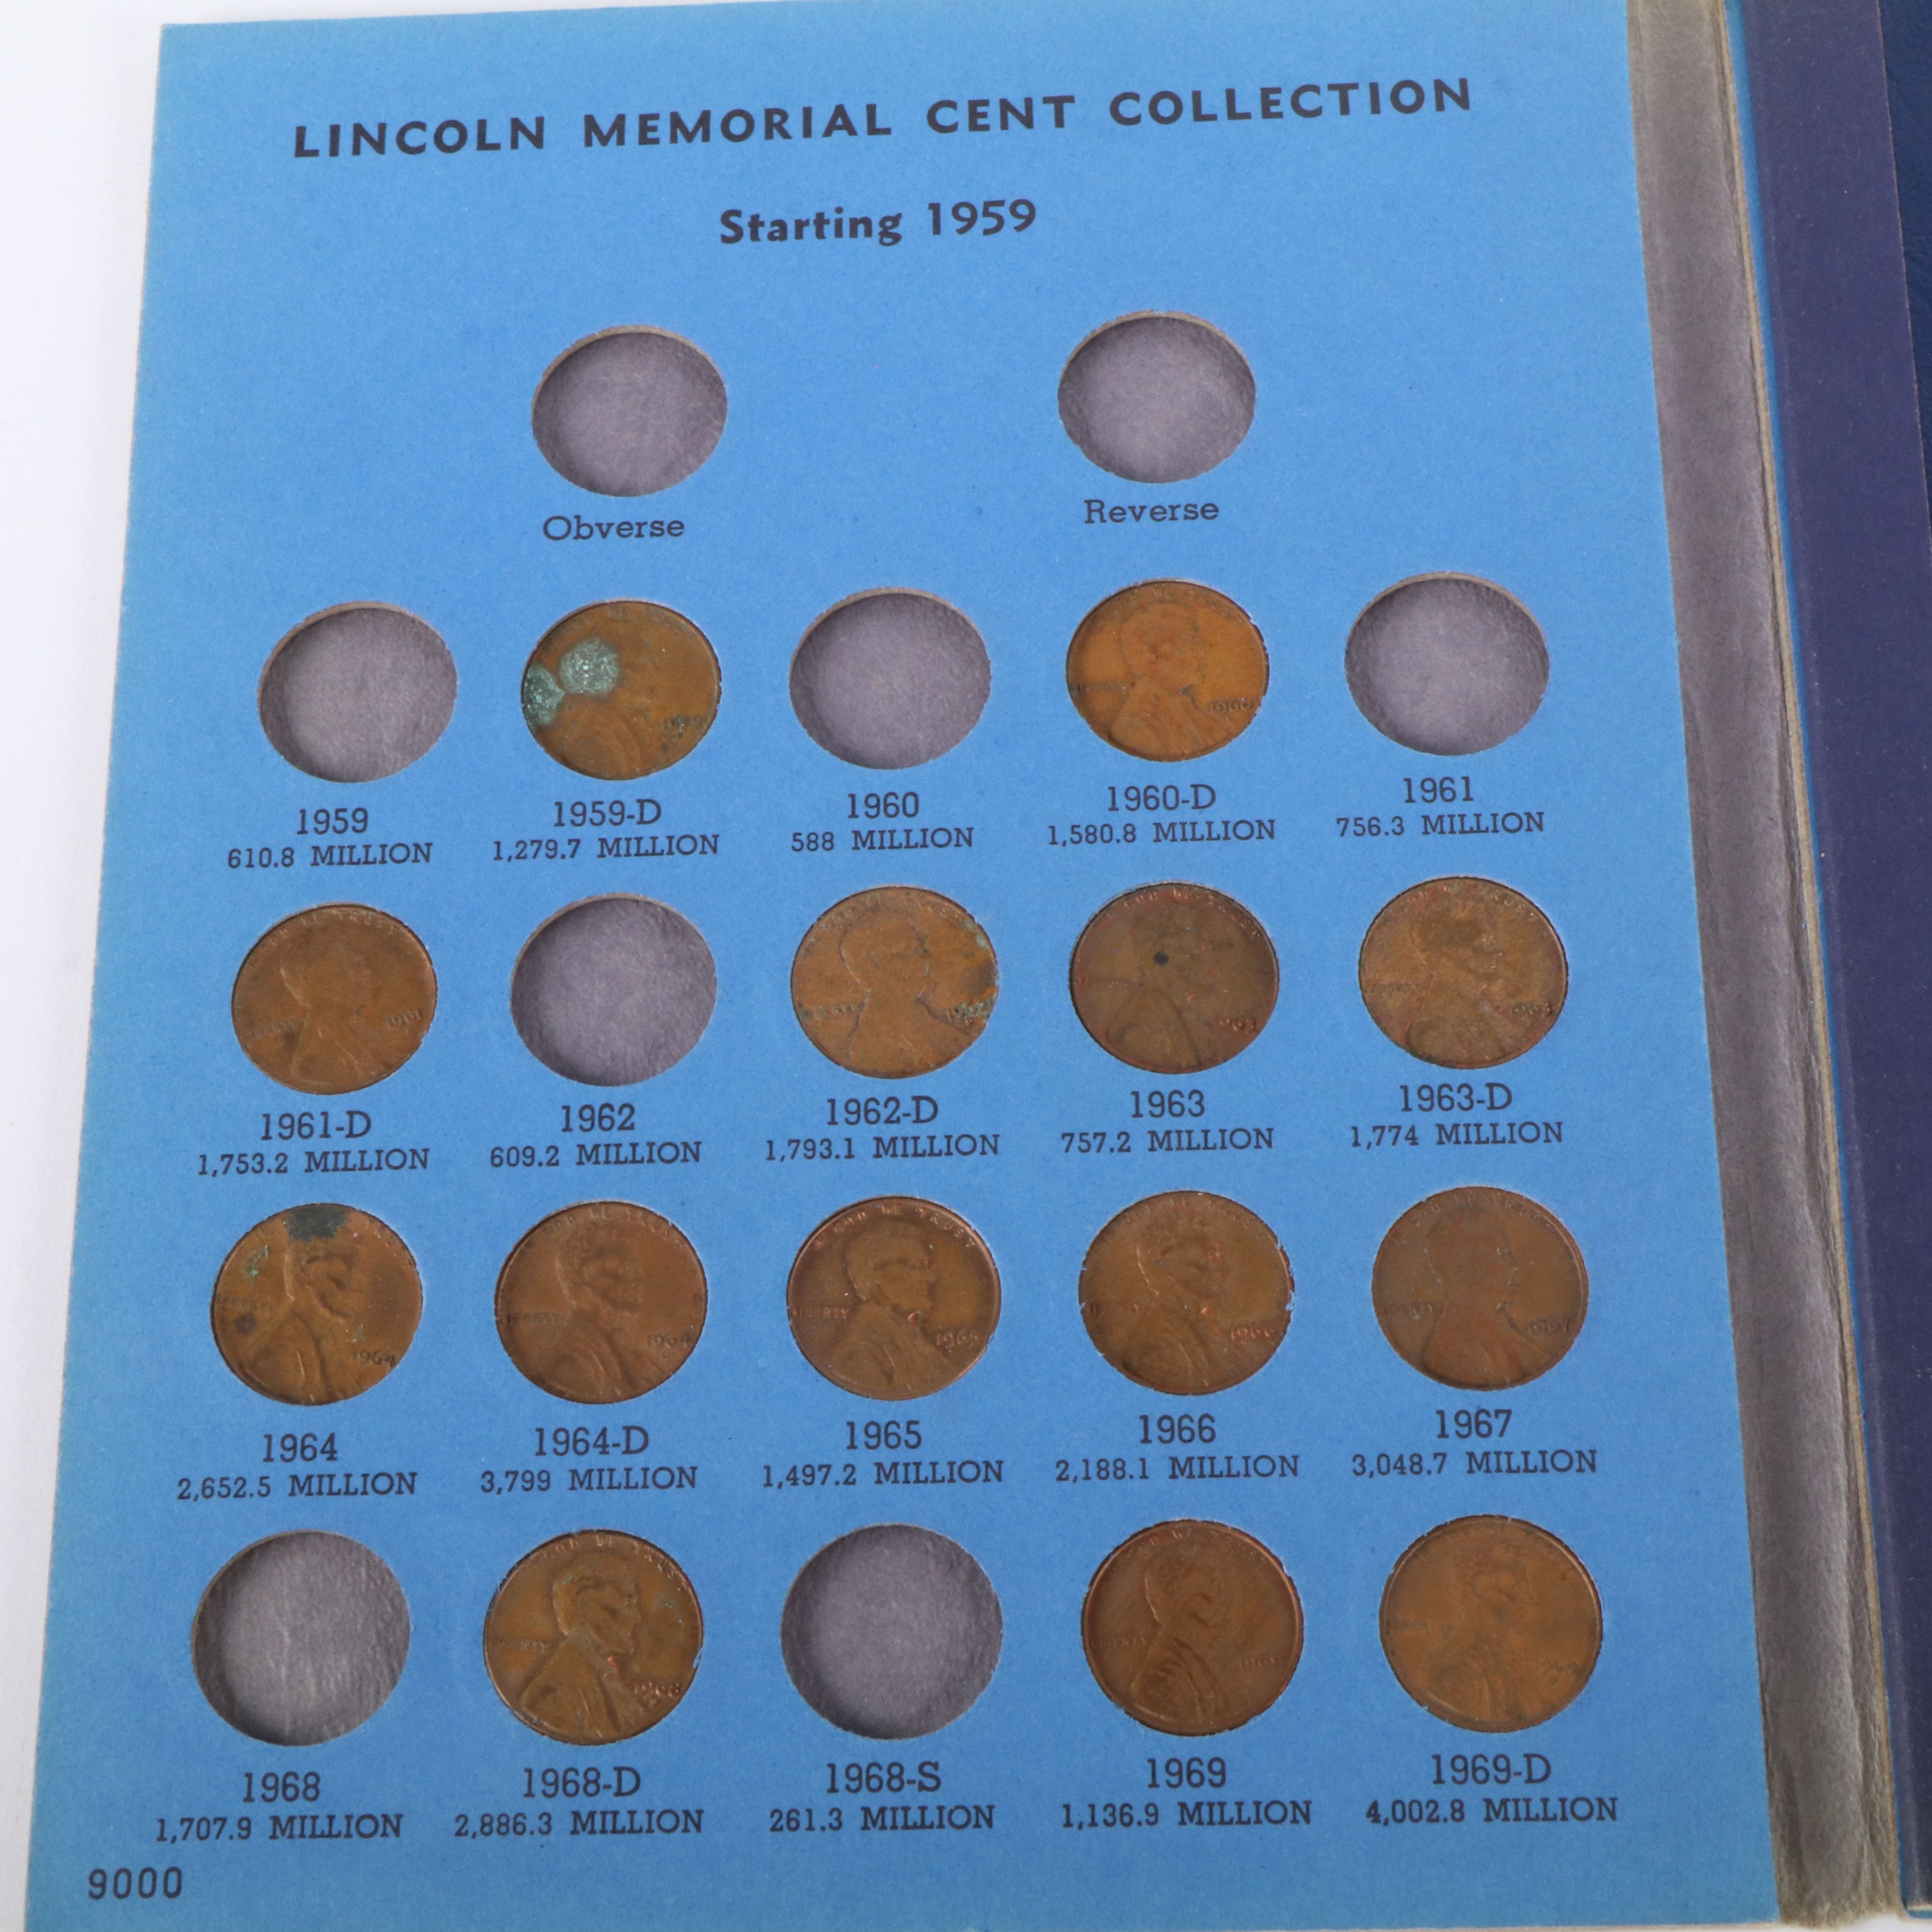 LINCOLN MEMORIAL CENT COLLECTION
Starting 1959
Obverse Reverse
1959 1959-D 1960 1960-D 1961
610.8 MILLION 1,279.7 MILLION 588 MILLION 1,580.8 MILLION 756.3 MILLION
1961-D 1962 1962-D 1963 1963-D
1,753.2 MILLION 609.2 MILLION 1,793.1 MILLION 757.2 MILLION 1,774 MILLION
LIBERTY 1965
1964 1964-D 1965 1966 1967
2,652.5 MILLION 3,799 MILLION 1,497.2 MILLION 2,188.1 MILLION 3,048.7 MILLION
1968 1968-D 1968-S 1969 1969-D
1,707.9 MILLION 2,886.3 MILLION 261.3 MILLION 1,136.9 MILLION 4,002.8 MILLION
9000